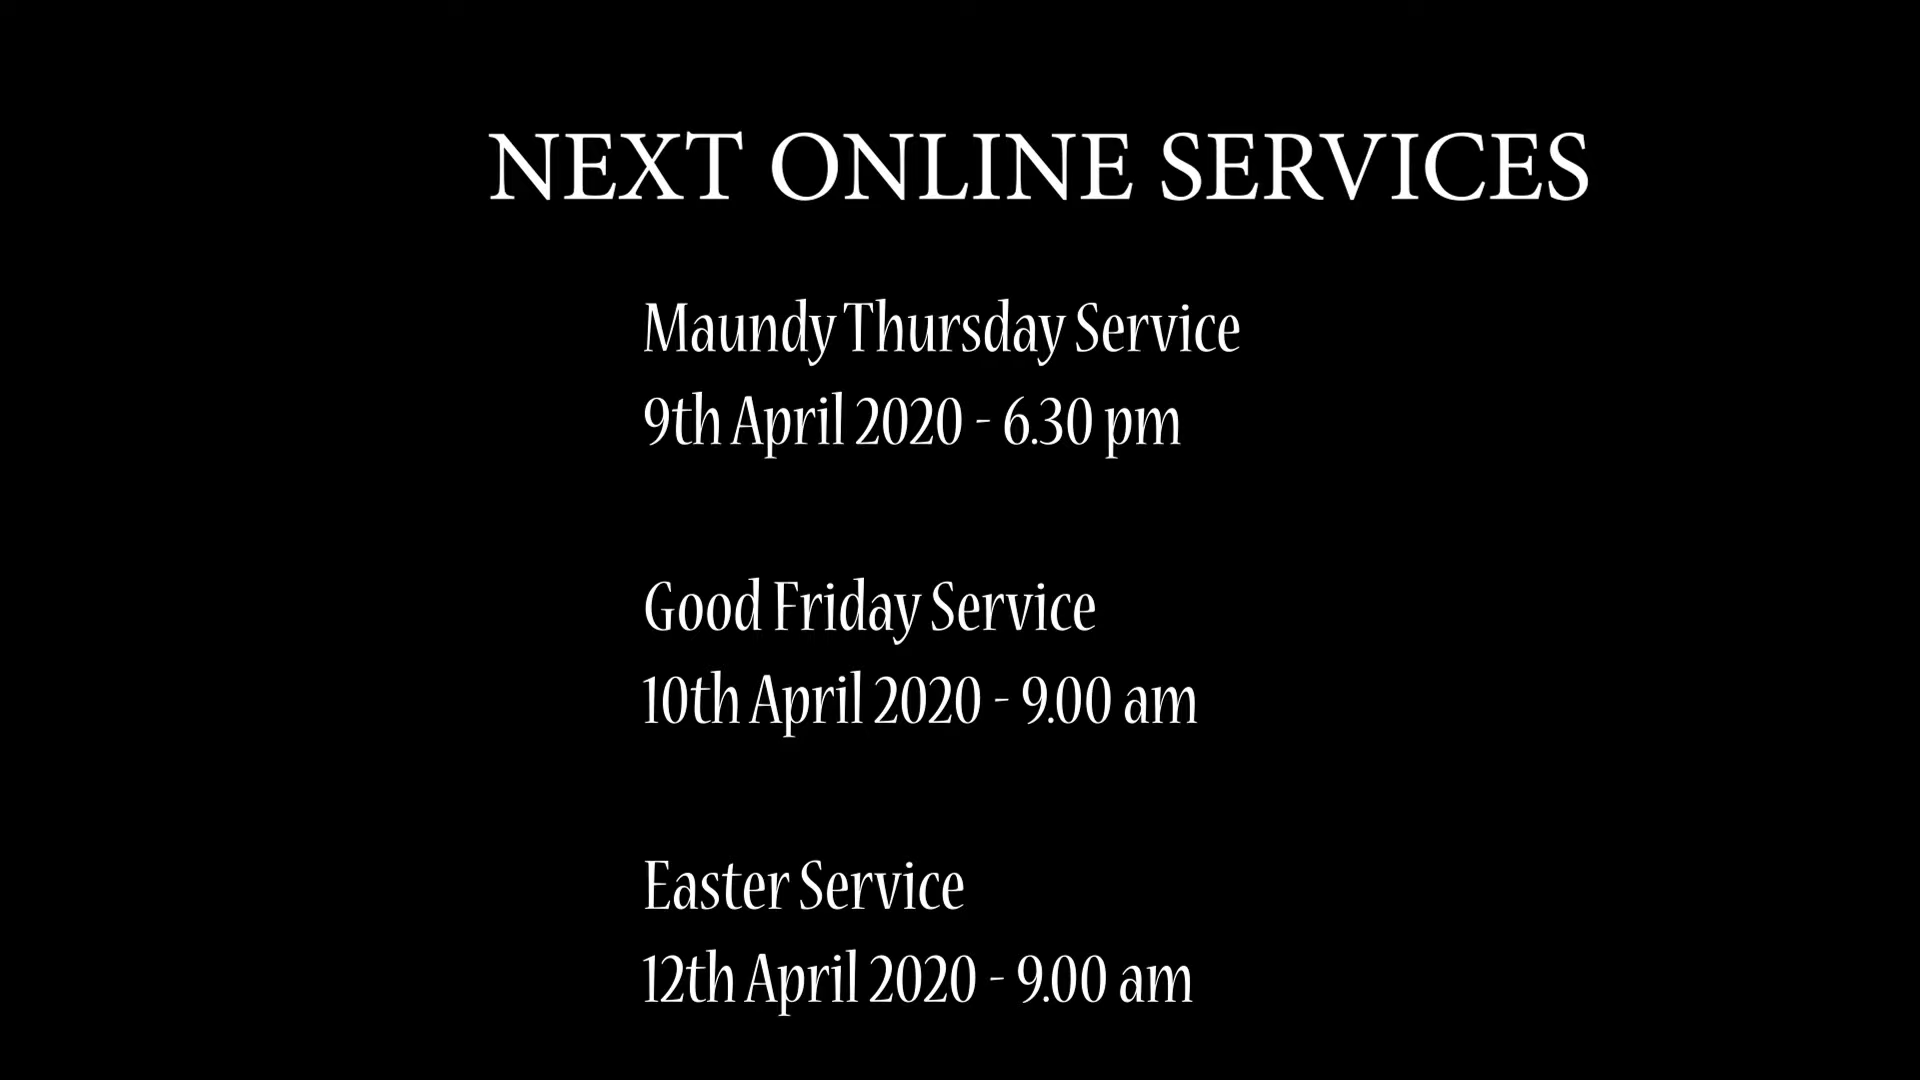 NEXT ONLINE SERVICES
Maundy Thursday Service
9th April 2020 - 6.30 pm
Good Friday Service
10th April 2020 - 9.00 am
Easter Service
12th April 2020 - 9.00 am